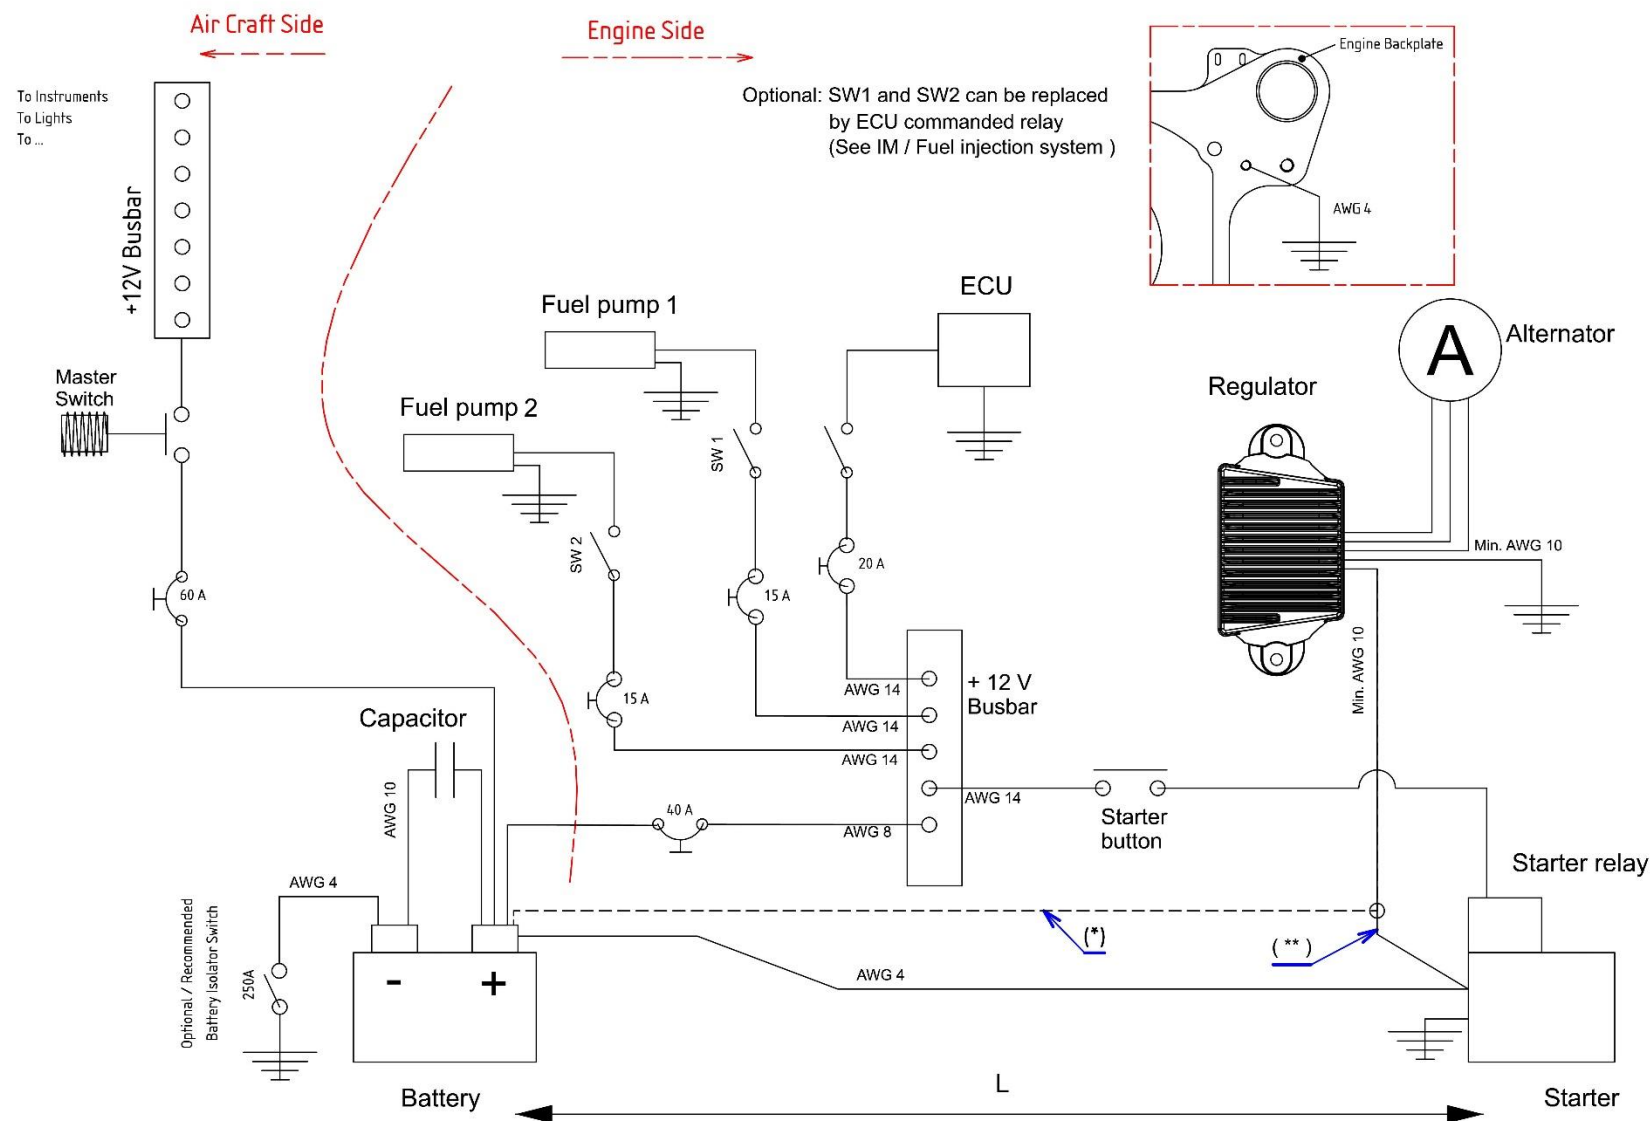 Air Craft Side
Engine Side
To Instruments
To Lights
To ...
+12V Busbar
Optional: SW1 and SW2 can be replaced
by ECU commanded relay
(See IM / Fuel injection system )
Engine Backplate
AWG 4
Master
Switch
Fuel pump 1
Fuel pump 2
ECU
Alternator
A
Regulator
SW 1
SW 2
60 A
15 A
15 A
20 A
Min. AWG 10
Min. AWG 10
AWG 14
AWG 14
AWG 14
+ 12 V
Busbar
Capacitor
AWG 10
40 A
AWG 8
AWG 14
Starter
button
Starter relay
AWG 4
Optional / Recommended
Battery Isolator Switch
250A
- +
(*)
( ** )
AWG 4
Battery
L
Starter